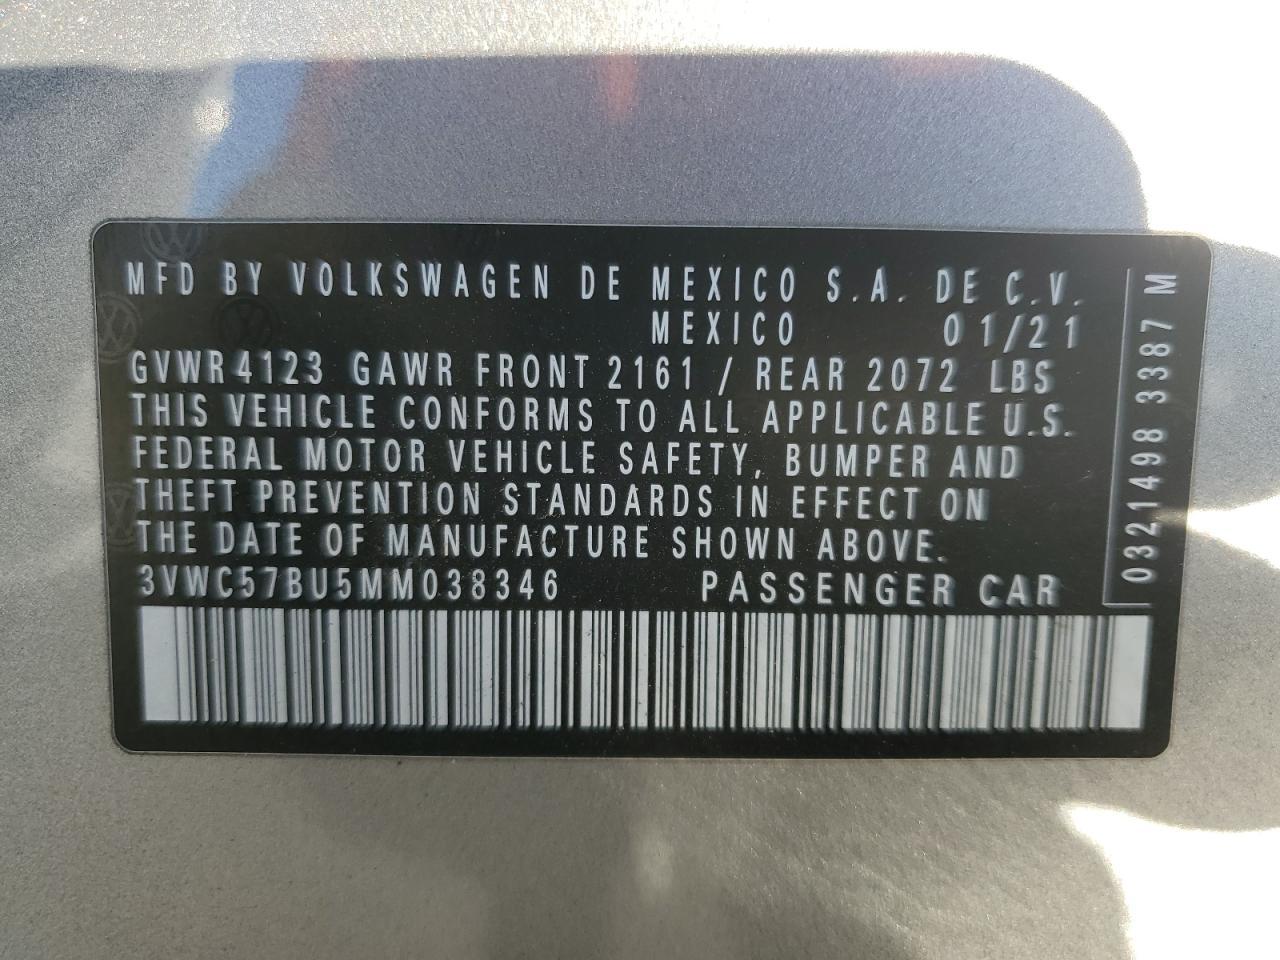 MFD BY VOLKSWAGEN DE MEXICO S.A. DE C.V.
MEXICO 01/21
GVWR 4123 GAWR FRONT 2161 / REAR 2072 LBS
THIS VEHICLE CONFORMS TO ALL APPLICABLE U.S.
FEDERAL MOTOR VEHICLE SAFETY, BUMPER AND
THEFT PREVENTION STANDARDS IN EFFECT ON
THE DATE OF MANUFACTURE SHOWN ABOVE.
3VWC57BU5MM038346 PASSENGER CAR
0321498 3387 M